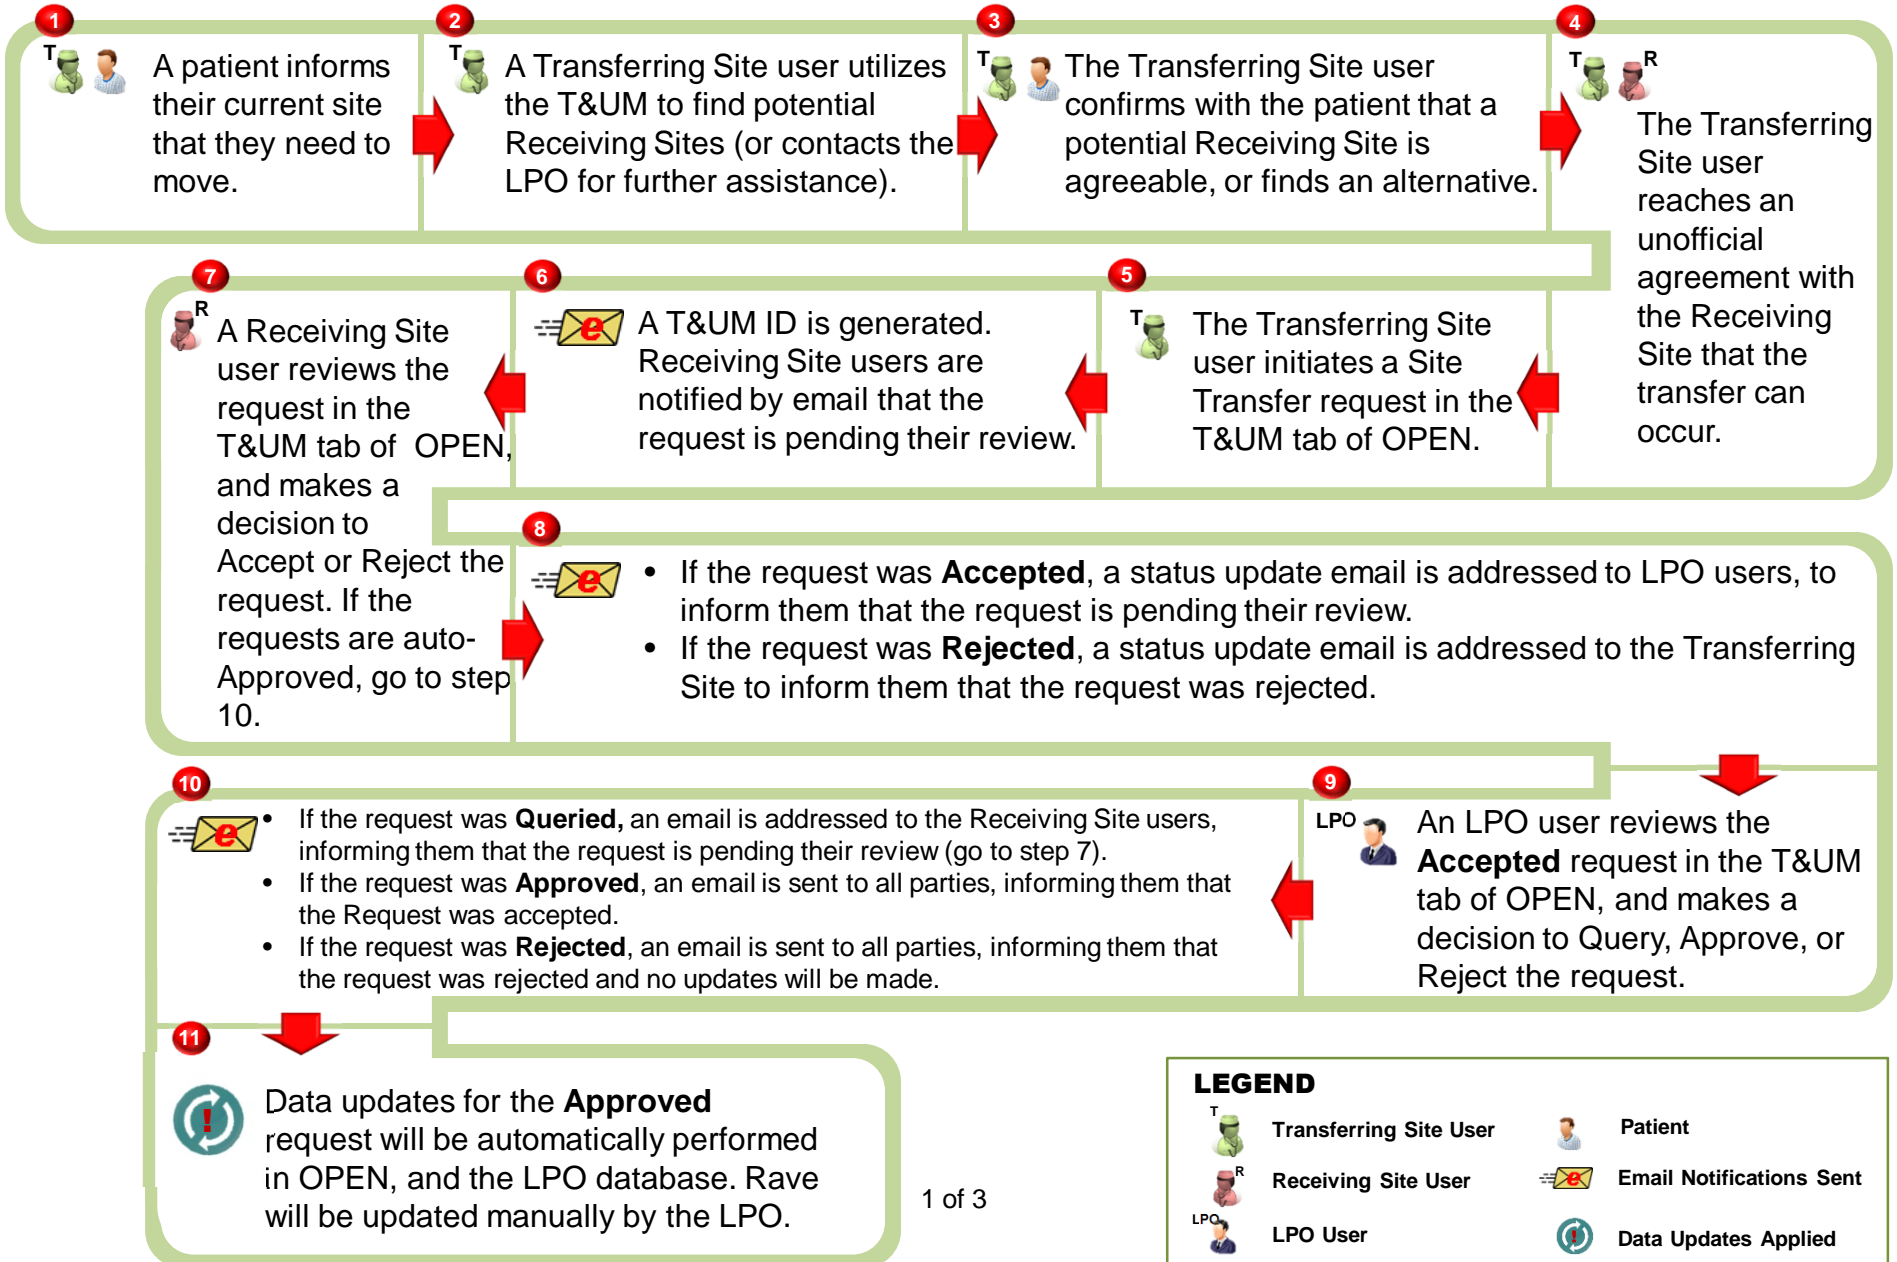 1
T
A patient informs
their current site
that they need to
move.
2
T
A Transferring Site user utilizes
the T&UM to find potential
Receiving Sites (or contacts the
LPO for further assistance).
3
T
The Transferring Site user
confirms with the patient that a
potential Receiving Site is
agreeable, or finds an alternative.
4
T
R
The Transferring
Site user
reaches an
unofficial
agreement with
the Receiving
Site that the
transfer can
occur.
5
T
The Transferring Site
user initiates a Site
Transfer request in the
T&UM tab of OPEN.
6
e
A T&UM ID is generated.
Receiving Site users are
notified by email that the
request is pending their review.
7
R
A Receiving Site
user reviews the
request in the
T&UM tab of OPEN,
and makes a
decision to
Accept or Reject the
request. If the
requests are auto-
Approved, go to step
10.
8
e
• If the request was Accepted, a status update email is addressed to LPO users, to
inform them that the request is pending their review.
• If the request was Rejected, a status update email is addressed to the Transferring
Site to inform them that the request was rejected.
9
LPO
An LPO user reviews the
Accepted request in the T&UM
tab of OPEN, and makes a
decision to Query, Approve, or
Reject the request.
10
e
• If the request was Queried, an email is addressed to the Receiving Site users,
informing them that the request is pending their review (go to step 7).
• If the request was Approved, an email is sent to all parties, informing them that
the Request was accepted.
• If the request was Rejected, an email is sent to all parties, informing them that
the request was rejected and no updates will be made.
11
!
Data updates for the Approved
request will be automatically performed
in OPEN, and the LPO database. Rave
will be updated manually by the LPO.
1 of 3
LEGEND
T
Transferring Site User
Patient
R
Receiving Site User
e
Email Notifications Sent
LPO
LPO User
!
Data Updates Applied